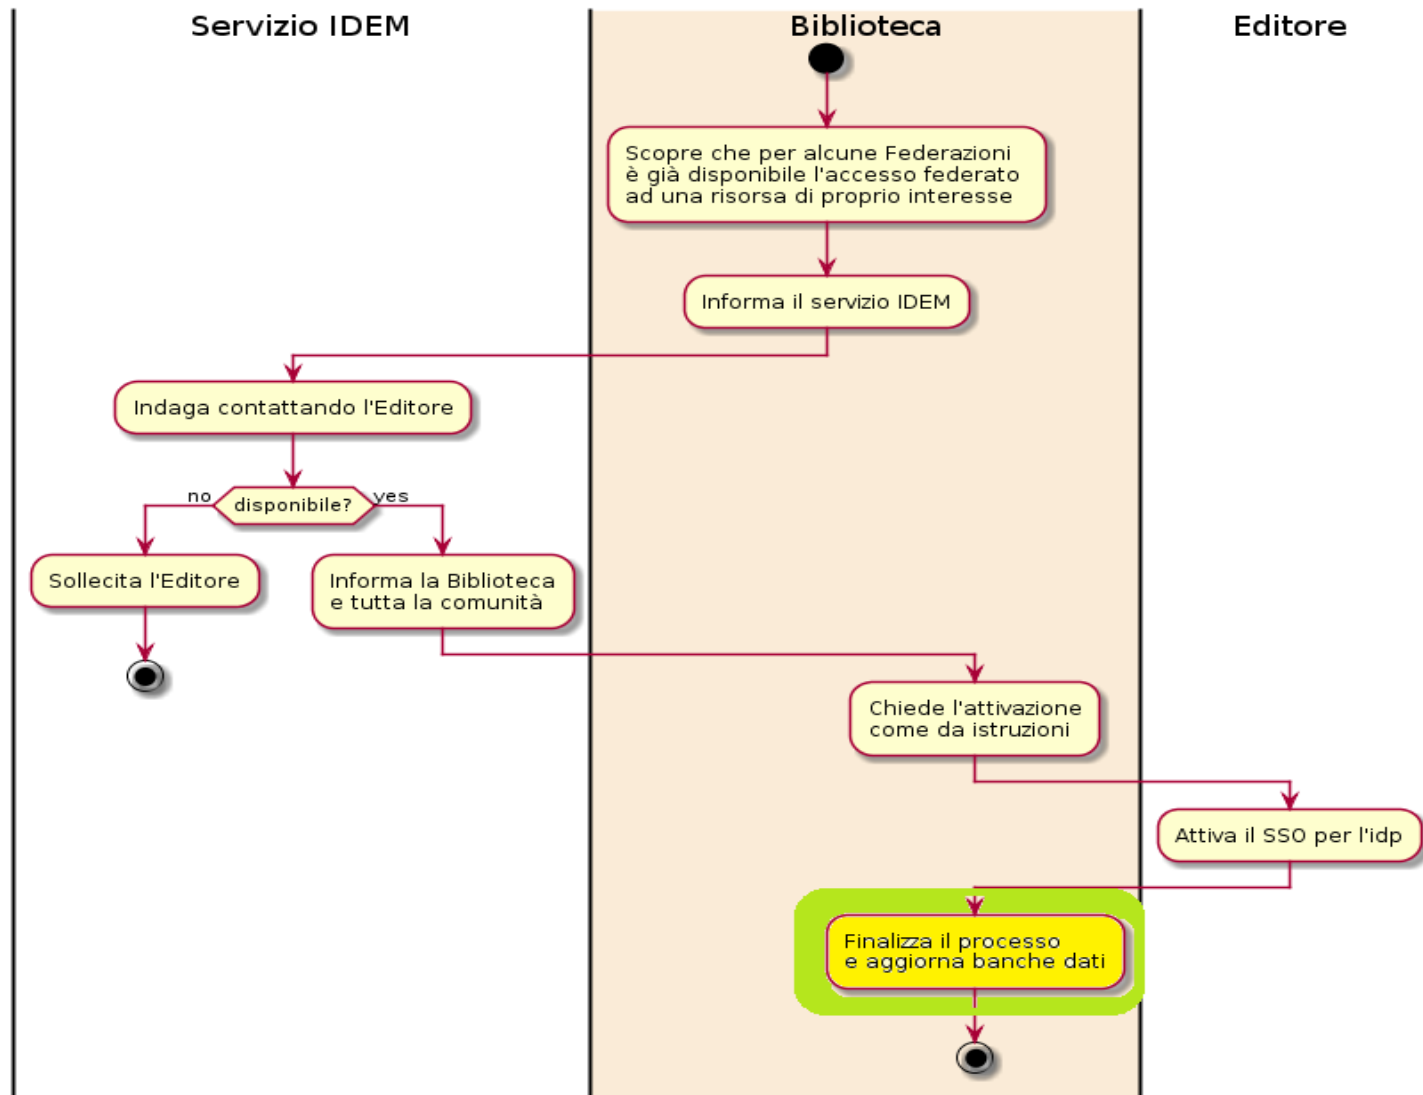 Servizio IDEM
Biblioteca
Editore
Scopre che per alcune Federazioni
è già disponibile l'accesso federato
ad una risorsa di proprio interesse
Informa il servizio IDEM
Indaga contattando l'Editore
no
disponibile?
yes
Sollecita l'Editore
Informa la Biblioteca
e tutta la comunità
Chiede l'attivazione
come da istruzioni
Attiva il SSO per l'idp
Finalizza il processo
e aggiorna banche dati